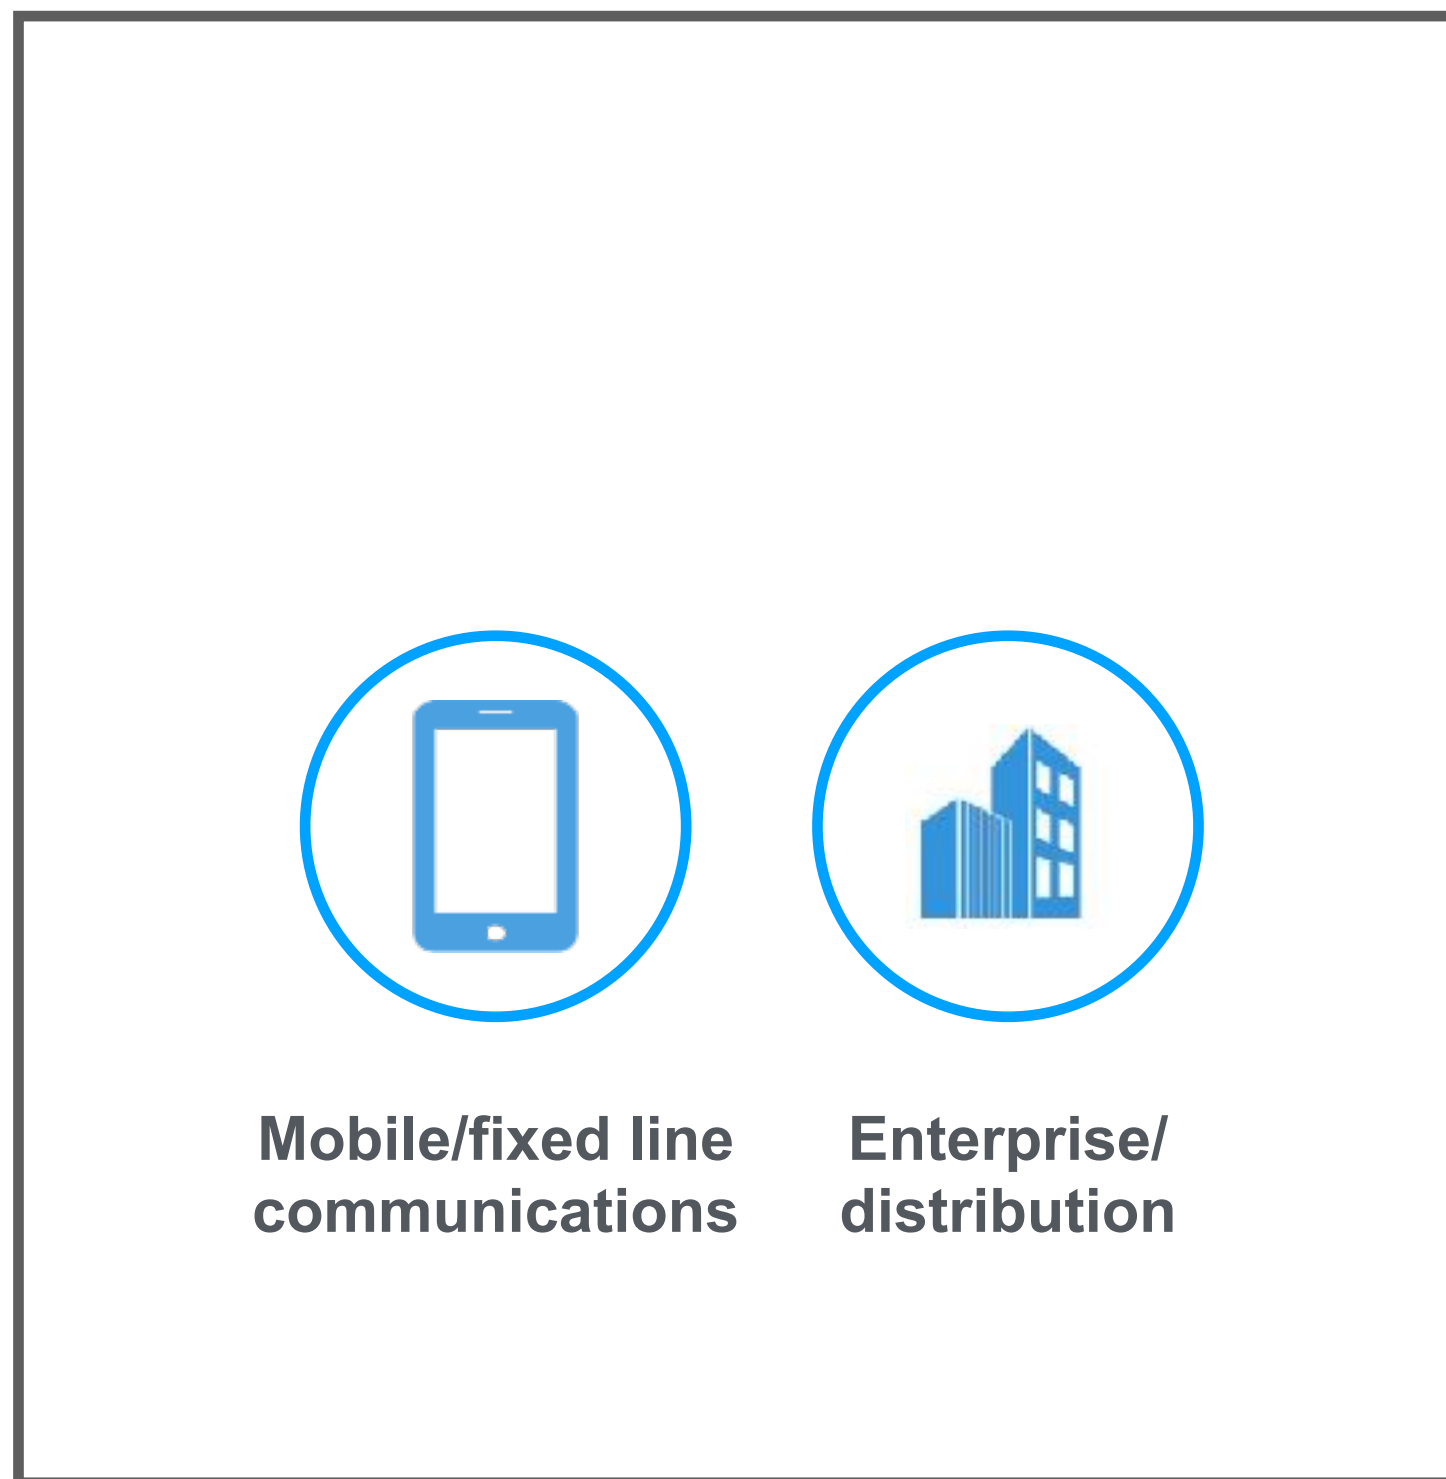 Mobile/fixed line
communications
Enterprise/
distribution